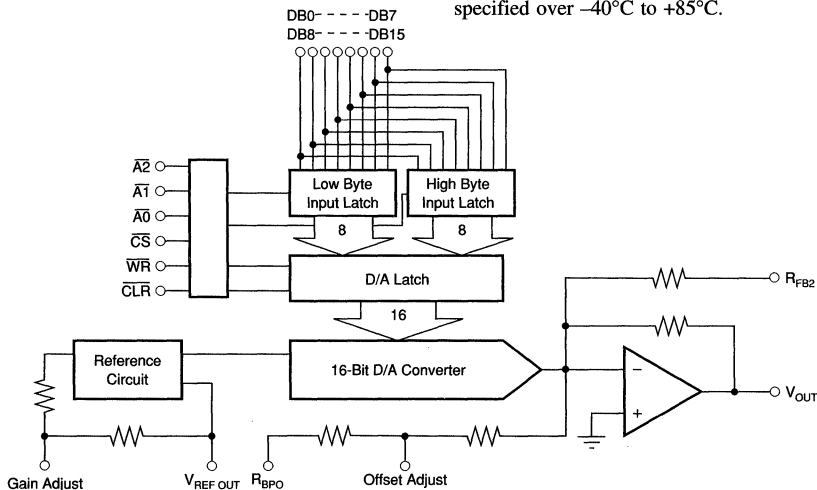 specified over –40°C to +85°C.
DB0-----DB7
DB8-----DB15
A2
A1
A0
CS
WR
CLR
Low Byte
Input Latch
High Byte
Input Latch
8
8
D/A Latch
16
Reference
Circuit
16-Bit D/A Converter
RFB2
–
+
VOUT
Gain Adjust
VREF OUT
RBPO
Offset Adjust